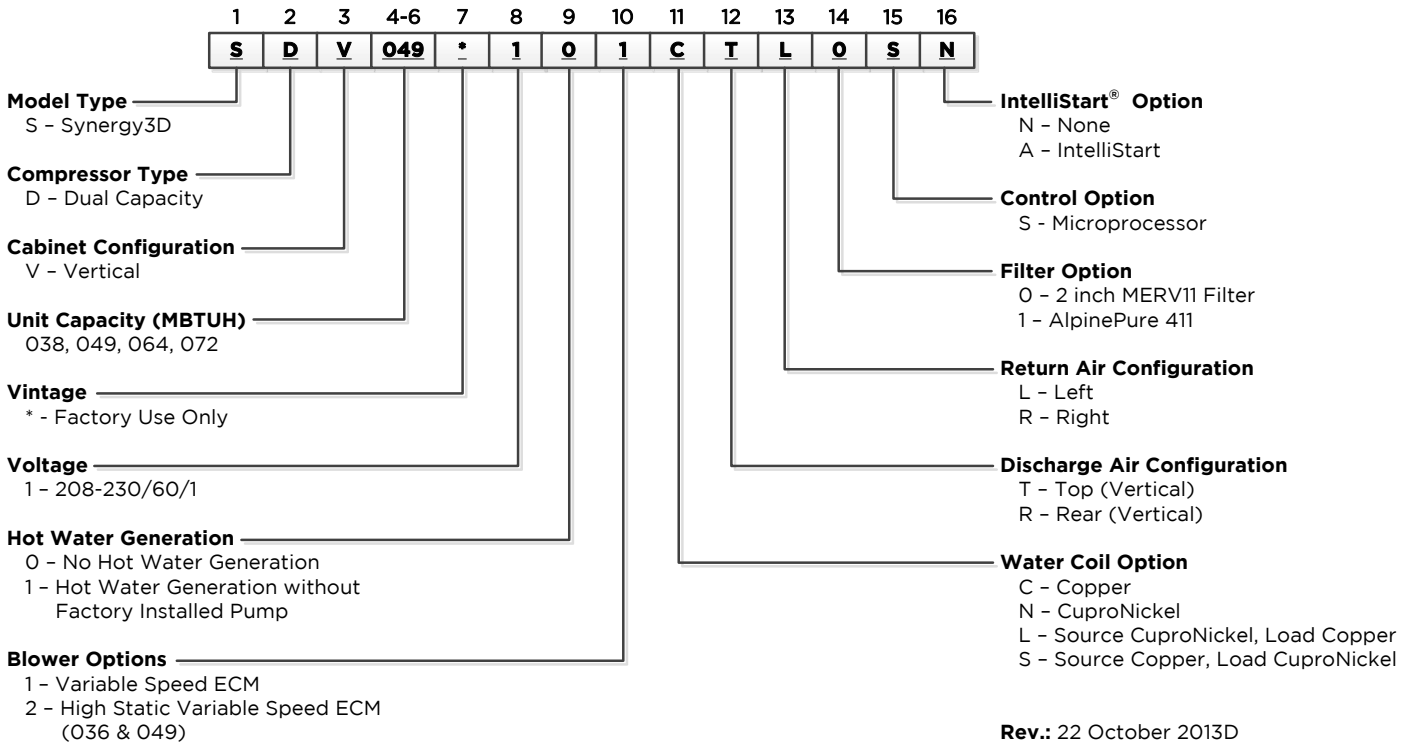 1 2 3 4-6 7 8 9 10 11 12 13 14 15 16
S D V 049 * 1 0 1 C T L 0 S N
Model Type
S – Synergy3D
Compressor Type
D – Dual Capacity
Cabinet Configuration
V – Vertical
Unit Capacity (MBTUH)
038, 049, 064, 072
Vintage
* - Factory Use Only
Voltage
1 – 208-230/60/1
Hot Water Generation
0 – No Hot Water Generation
1 – Hot Water Generation without
Factory Installed Pump
Blower Options
1 – Variable Speed ECM
2 – High Static Variable Speed ECM
(036 & 049)
IntelliStart® Option
N – None
A – IntelliStart
Control Option
S - Microprocessor
Filter Option
0 – 2 inch MERV11 Filter
1 – AlpinePure 411
Return Air Configuration
L – Left
R – Right
Discharge Air Configuration
T – Top (Vertical)
R – Rear (Vertical)
Water Coil Option
C – Copper
N – CuproNickel
L – Source CuproNickel, Load Copper
S – Source Copper, Load CuproNickel
Rev.: 22 October 2013D